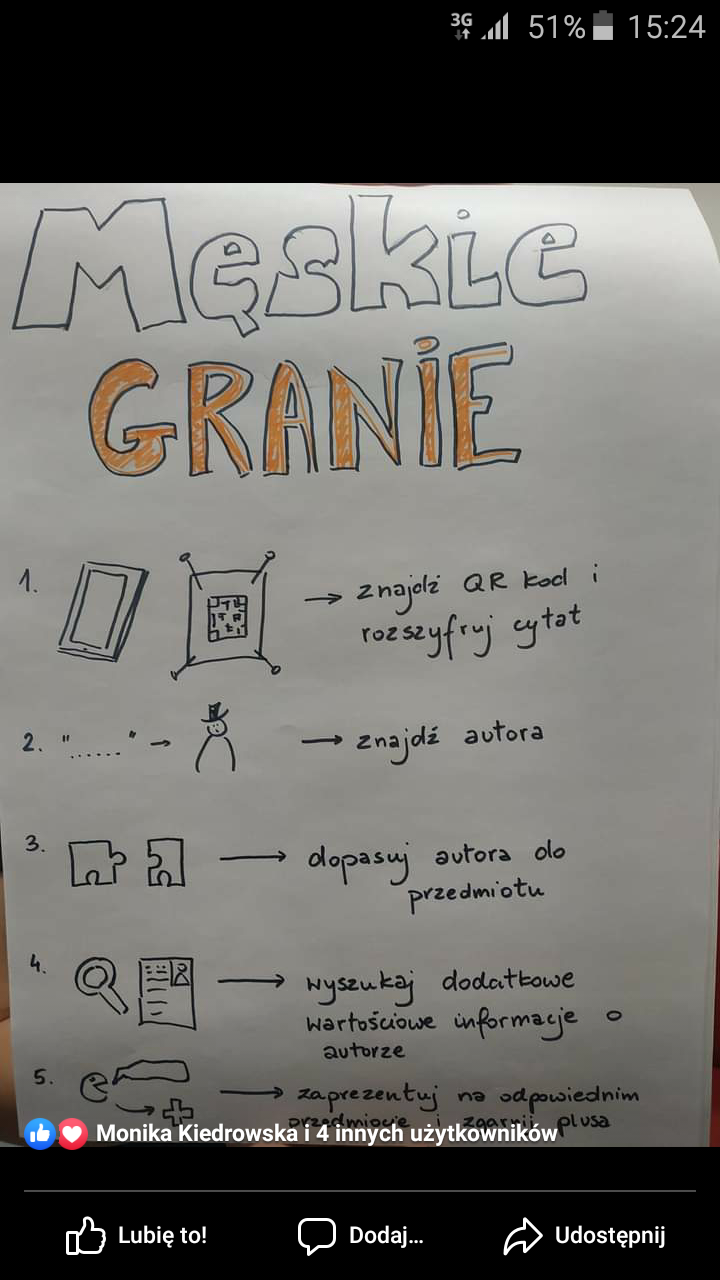 3G 51% 15:24
Męskie
GRANIE
1. → znajdź QR kod i
rozszyfruj cytat
2. "......" → → znajdź autora
3. → dopasuj autora do
przedmiotu
4. → wyszukaj dodatkowe
wartościowe informacje o
autorze
5. → zaprezentuj na odpowiednim
przedmiocie i zgarnij plusa
Monika Kiedrowska i 4 innych użytkowników
Lubię to! Dodaj... Udostępnij